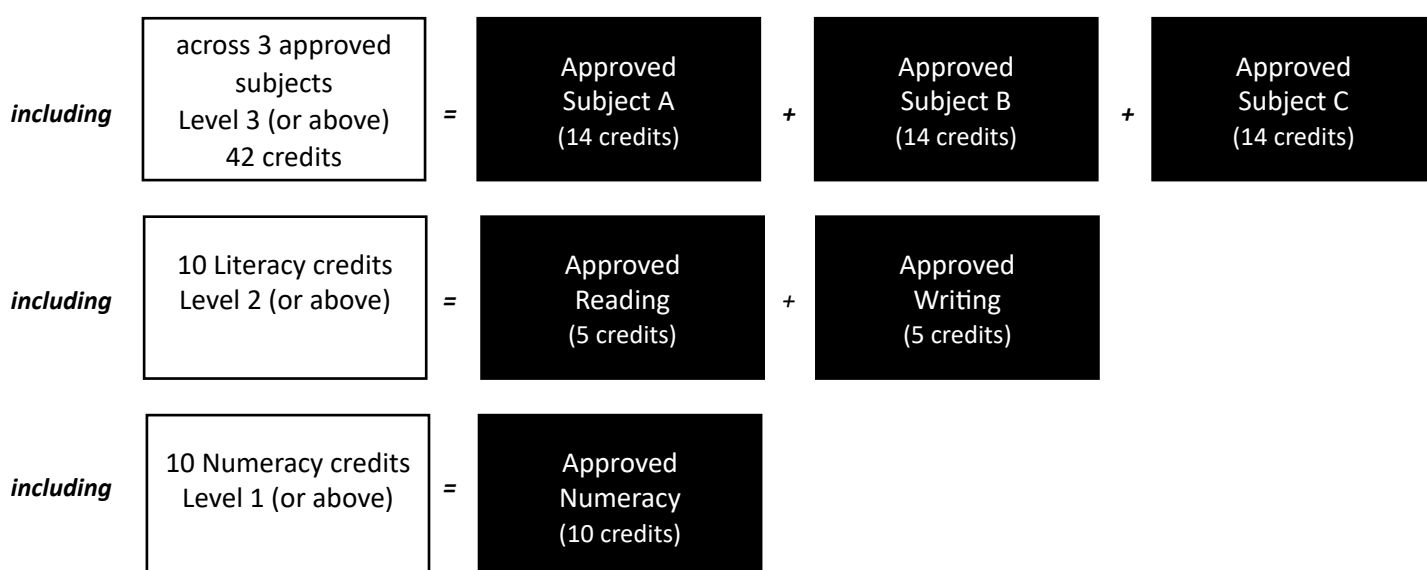 including
across 3 approved
subjects
Level 3 (or above)
42 credits
=
Approved
Subject A
(14 credits)
+
Approved
Subject B
(14 credits)
+
Approved
Subject C
(14 credits)
including
10 Literacy credits
Level 2 (or above)
=
Approved
Reading
(5 credits)
+
Approved
Writing
(5 credits)
including
10 Numeracy credits
Level 1 (or above)
=
Approved
Numeracy
(10 credits)